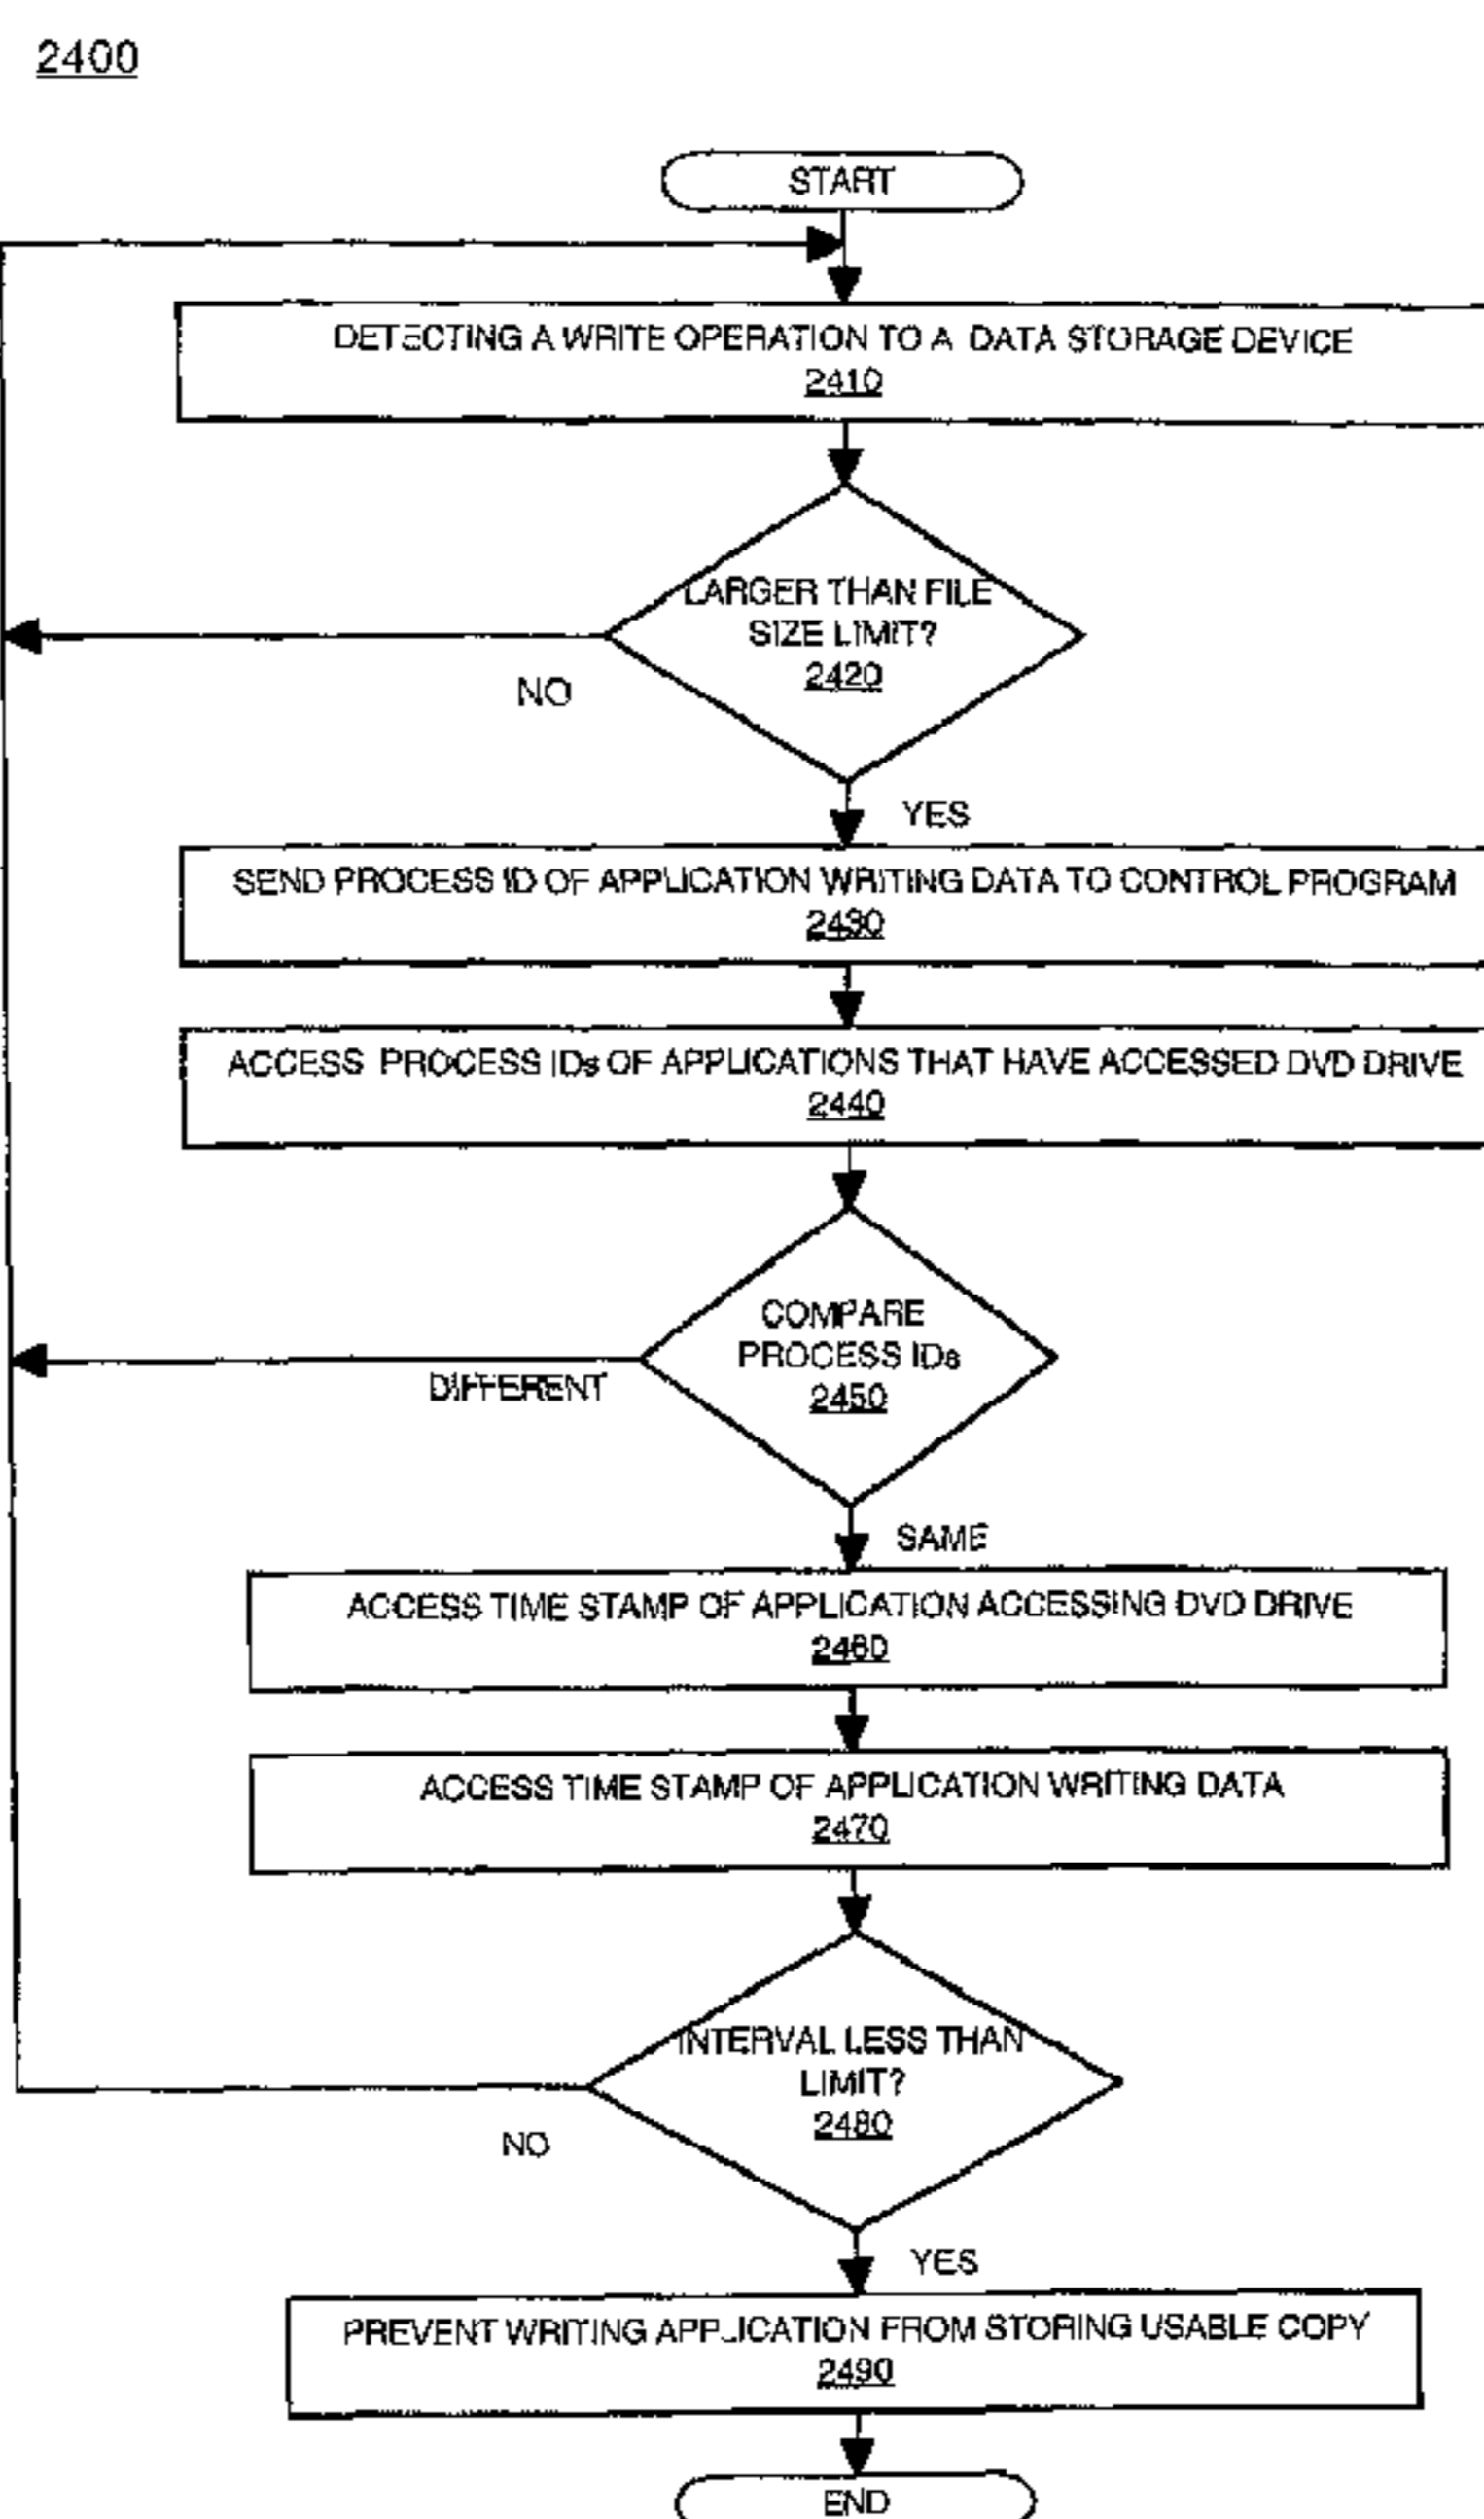 2400
START
DETECTING A WRITE OPERATION TO A DATA STORAGE DEVICE
2410
LARGER THAN FILE
SIZE LIMIT?
2420
NO
YES
SEND PROCESS ID OF APPLICATION WRITING DATA TO CONTROL PROGRAM
2430
ACCESS PROCESS IDs OF APPLICATIONS THAT HAVE ACCESSED DVD DRIVE
2440
COMPARE
PROCESS IDs
2450
DIFFERENT
SAME
ACCESS TIME STAMP OF APPLICATION ACCESSING DVD DRIVE
2460
ACCESS TIME STAMP OF APPLICATION WRITING DATA
2470
INTERVAL LESS THAN
LIMIT?
2480
NO
YES
PREVENT WRITING APPLICATION FROM STORING USABLE COPY
2490
END